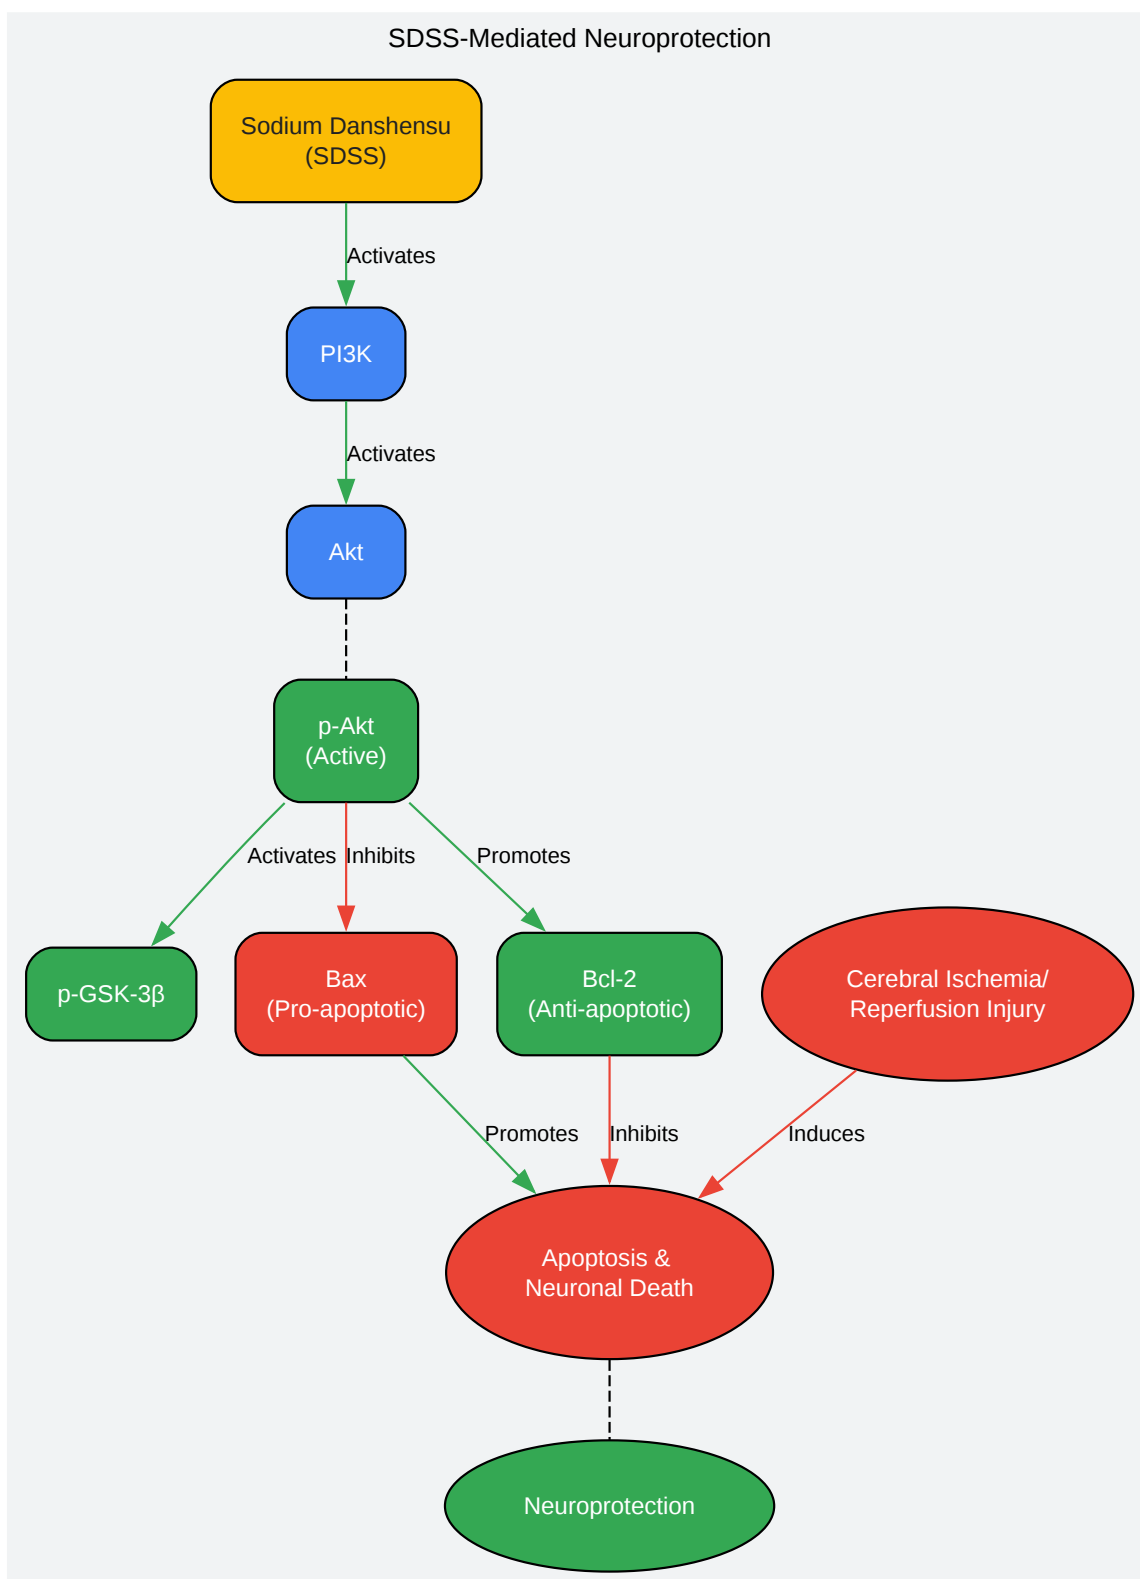 SDSS-Mediated Neuroprotection
Sodium Danshensu
(SDSS)
Activates
PI3K
Activates
Akt
p-Akt
(Active)
Activates
Inhibits
Promotes
p-GSK-3β
Bax
(Pro-apoptotic)
Bcl-2
(Anti-apoptotic)
Cerebral Ischemia/
Reperfusion Injury
Promotes
Inhibits
Induces
Apoptosis &
Neuronal Death
Neuroprotection